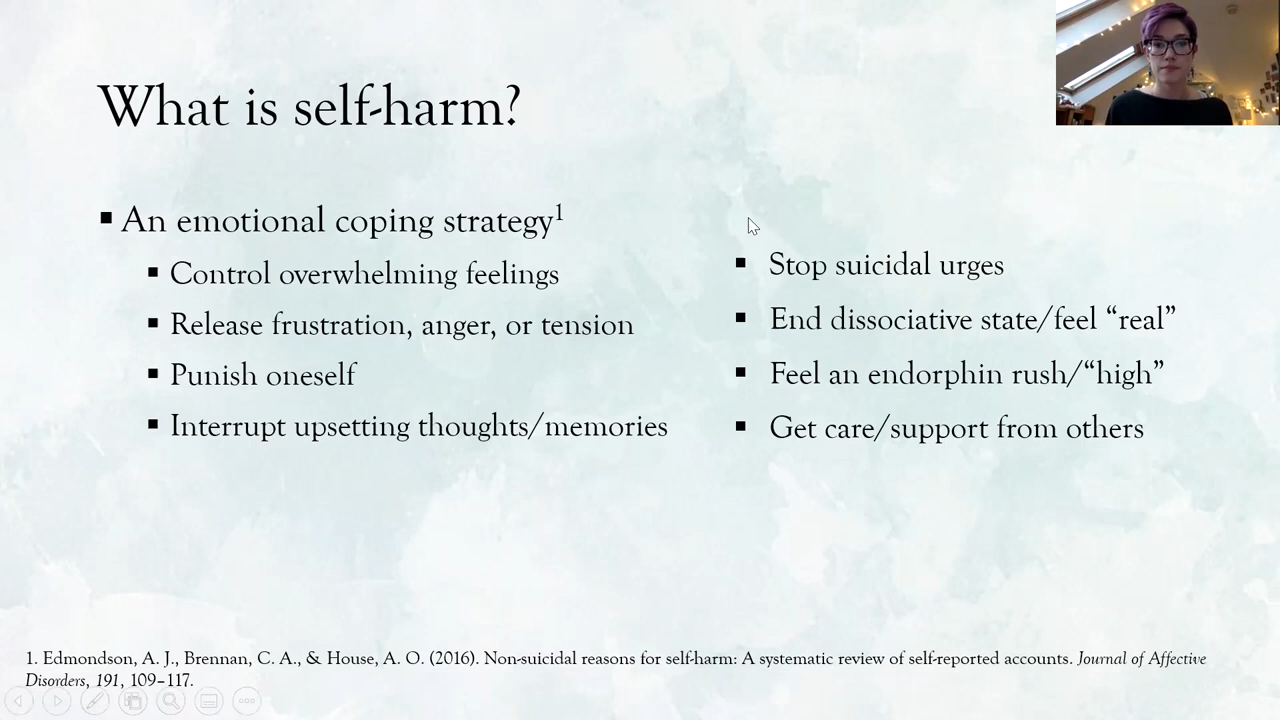 What is self-harm?
▪ An emotional coping strategy¹
▪ Control overwhelming feelings
▪ Release frustration, anger, or tension
▪ Punish oneself
▪ Interrupt upsetting thoughts/memories
▪ Stop suicidal urges
▪ End dissociative state/feel “real”
▪ Feel an endorphin rush/“high”
▪ Get care/support from others
1. Edmondson, A. J., Brennan, C. A., & House, A. O. (2016). Non-suicidal reasons for self-harm: A systematic review of self-reported accounts. Journal of Affective
Disorders, 191, 109–117.